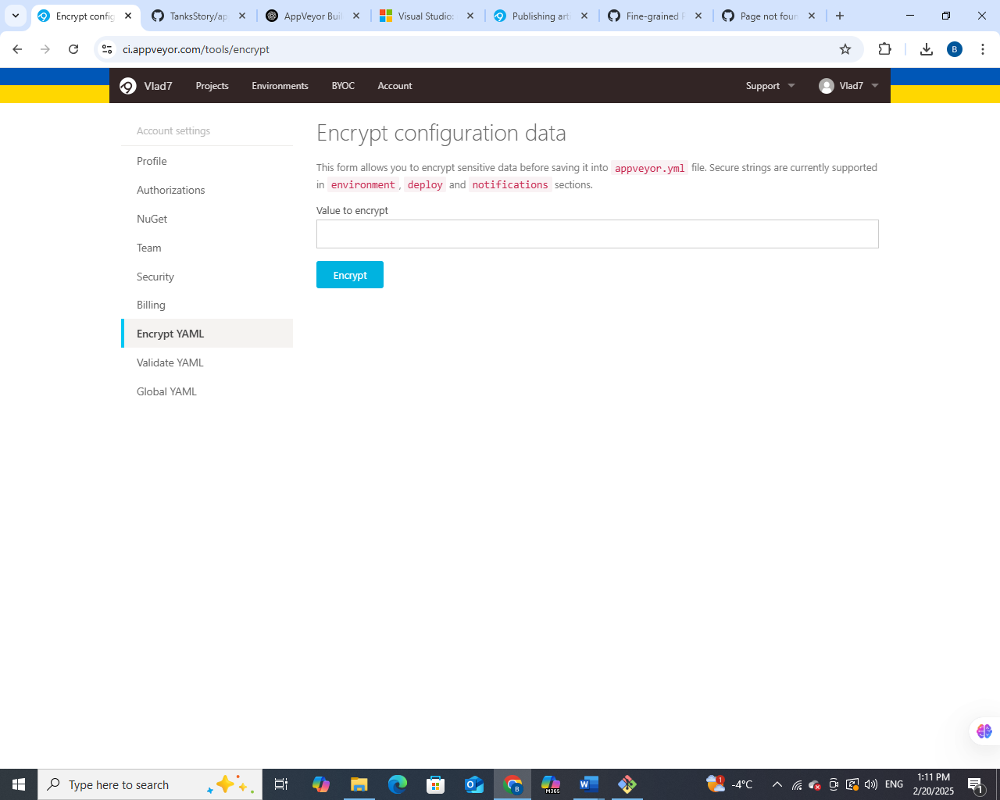 Encrypt config
TanksStory/ap
AppVeyor Buil
Visual Studio:
Publishing art
Fine-grained P
Page not foun
ci.appveyor.com/tools/encrypt
B
Vlad7
Projects
Environments
BYOC
Account
Support
Vlad7
Account settings
Profile
Authorizations
NuGet
Team
Security
Billing
Encrypt YAML
Validate YAML
Global YAML
Encrypt configuration data
This form allows you to encrypt sensitive data before saving it into appveyor.yml file. Secure strings are currently supported
in environment, deploy and notifications sections.
Value to encrypt
Encrypt
Type here to search
M365
1
-4°C
ENG
1:11 PM
2/20/2025
1